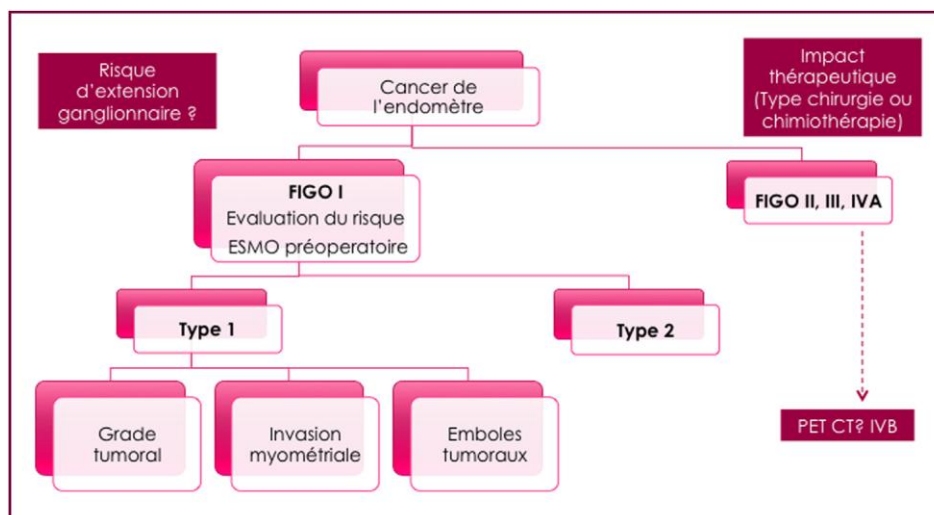 Risque
d'extension
ganglionnaire ?
Cancer de
l'endomètre
Impact
thérapeutique
(Type chirurgie ou
chimiothérapie)
FIGO I
Evaluation du risque
ESMO préoperatoire
FIGO II, III, IVA
Type 1
Type 2
Grade
tumoral
Invasion
myométriale
Emboles
tumoraux
PET CT? IVB